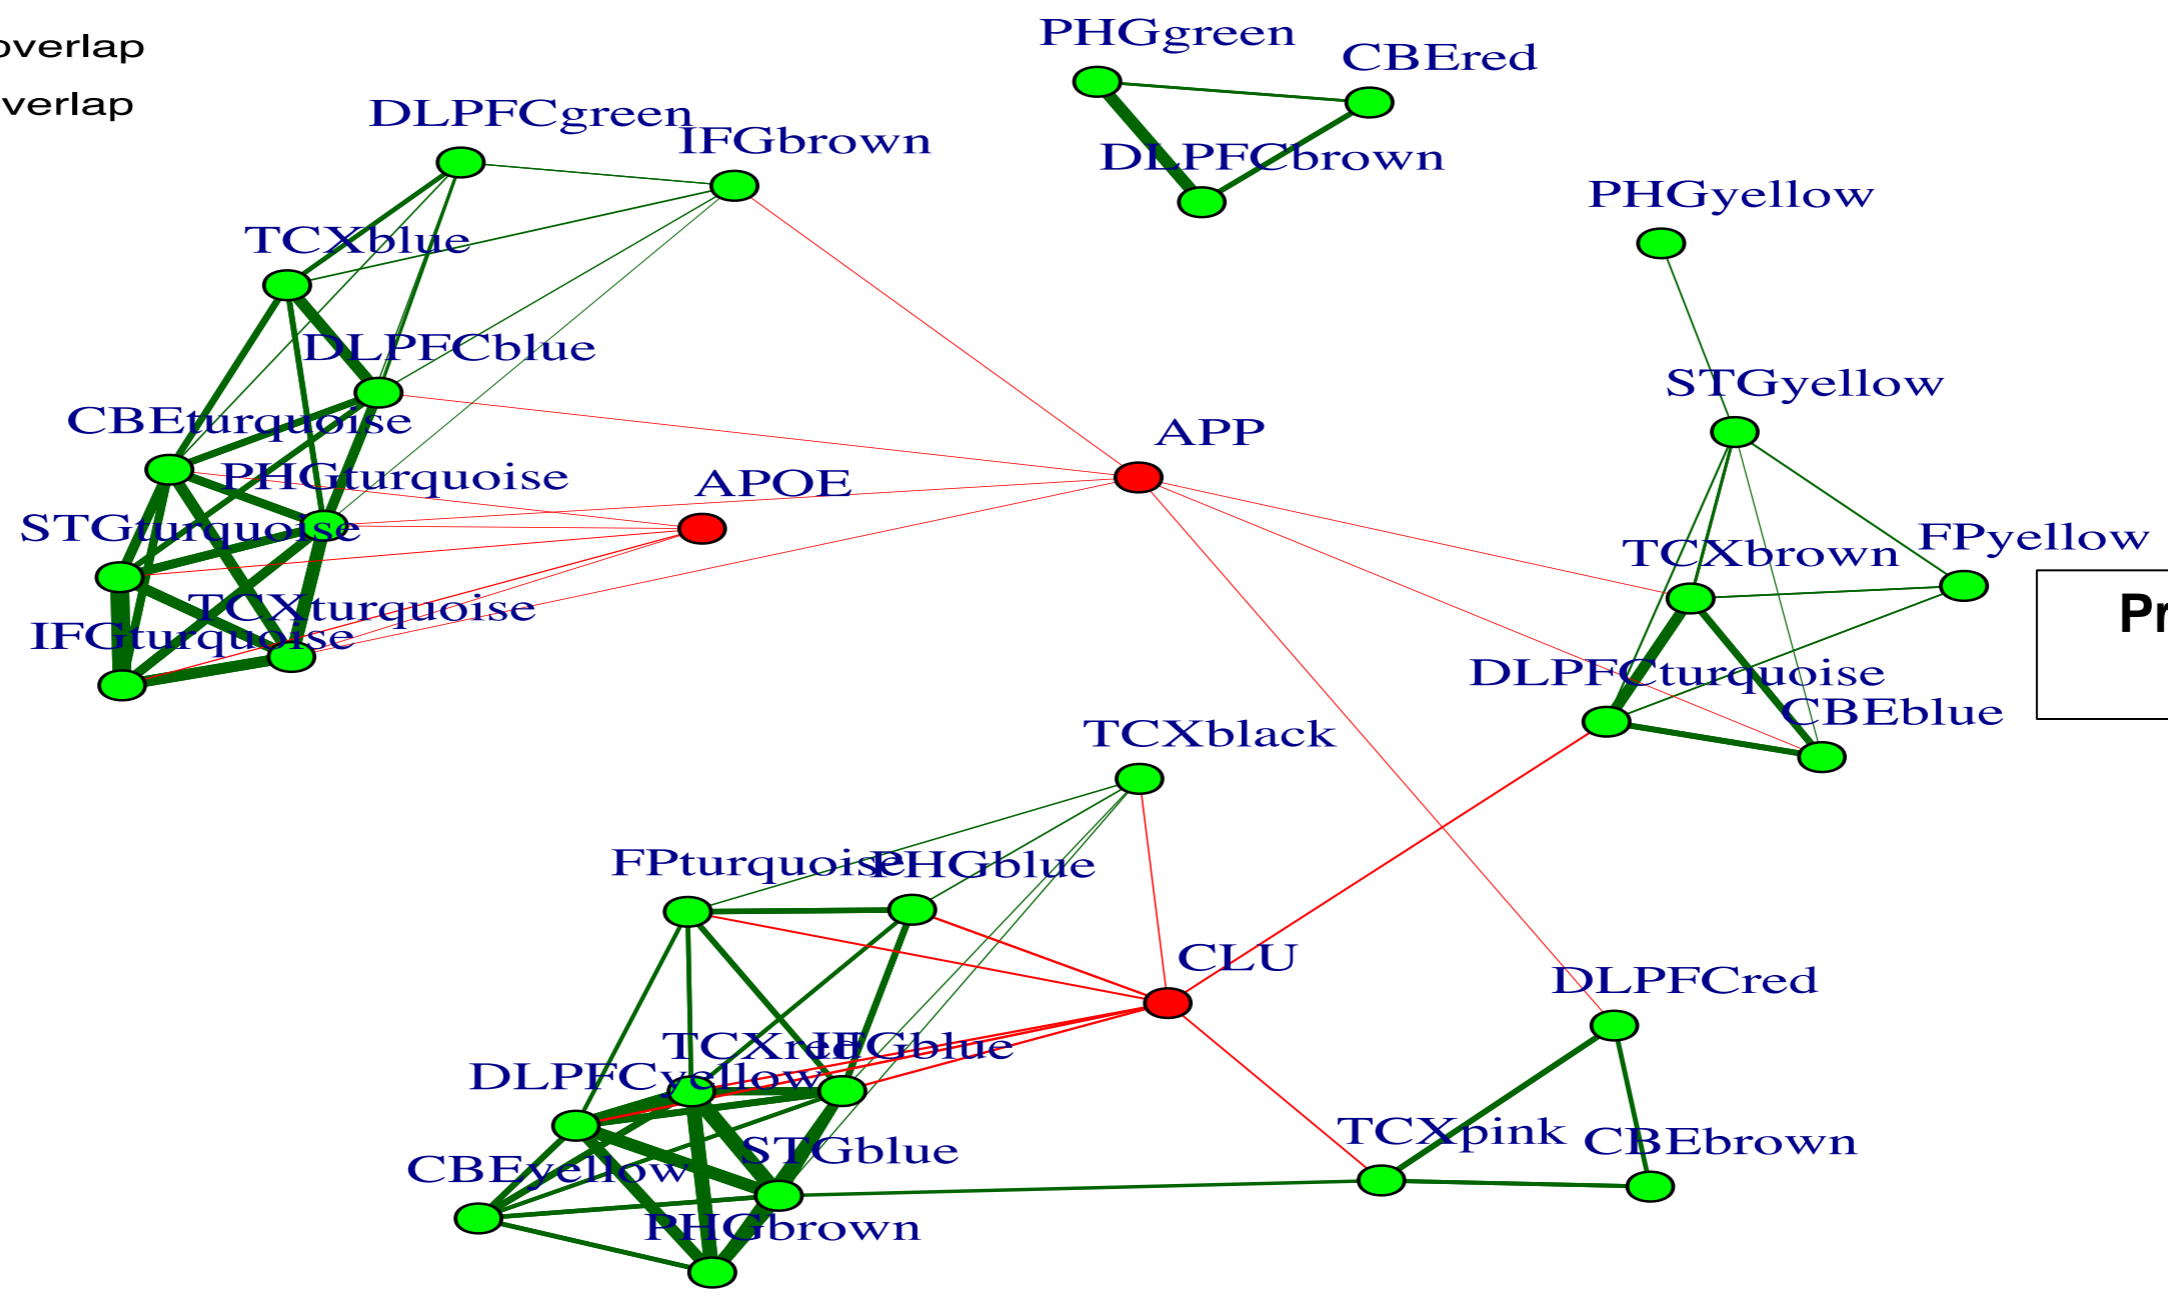 overlap
verlap
PHGgreen
CBEred
DLPFCgreen
IFGbrown
DLPFCbrown
PHGyellow
TCXblue
DLPFCblue
STGyellow
CBEturquoise
APP
PHGturquoise
APOE
STGturquoise
FPyellow
TCXbrown
Pr
TCXturquoise
IFGturquoise
DLPFCturquoise
CBEblue
TCXblack
FPturquoise
PHGblue
CLU
DLPFCred
TCXred
IFGblue
DLPFCyellow
TCXpink
CBEbrown
STGblue
CBEyellow
PHGbrown